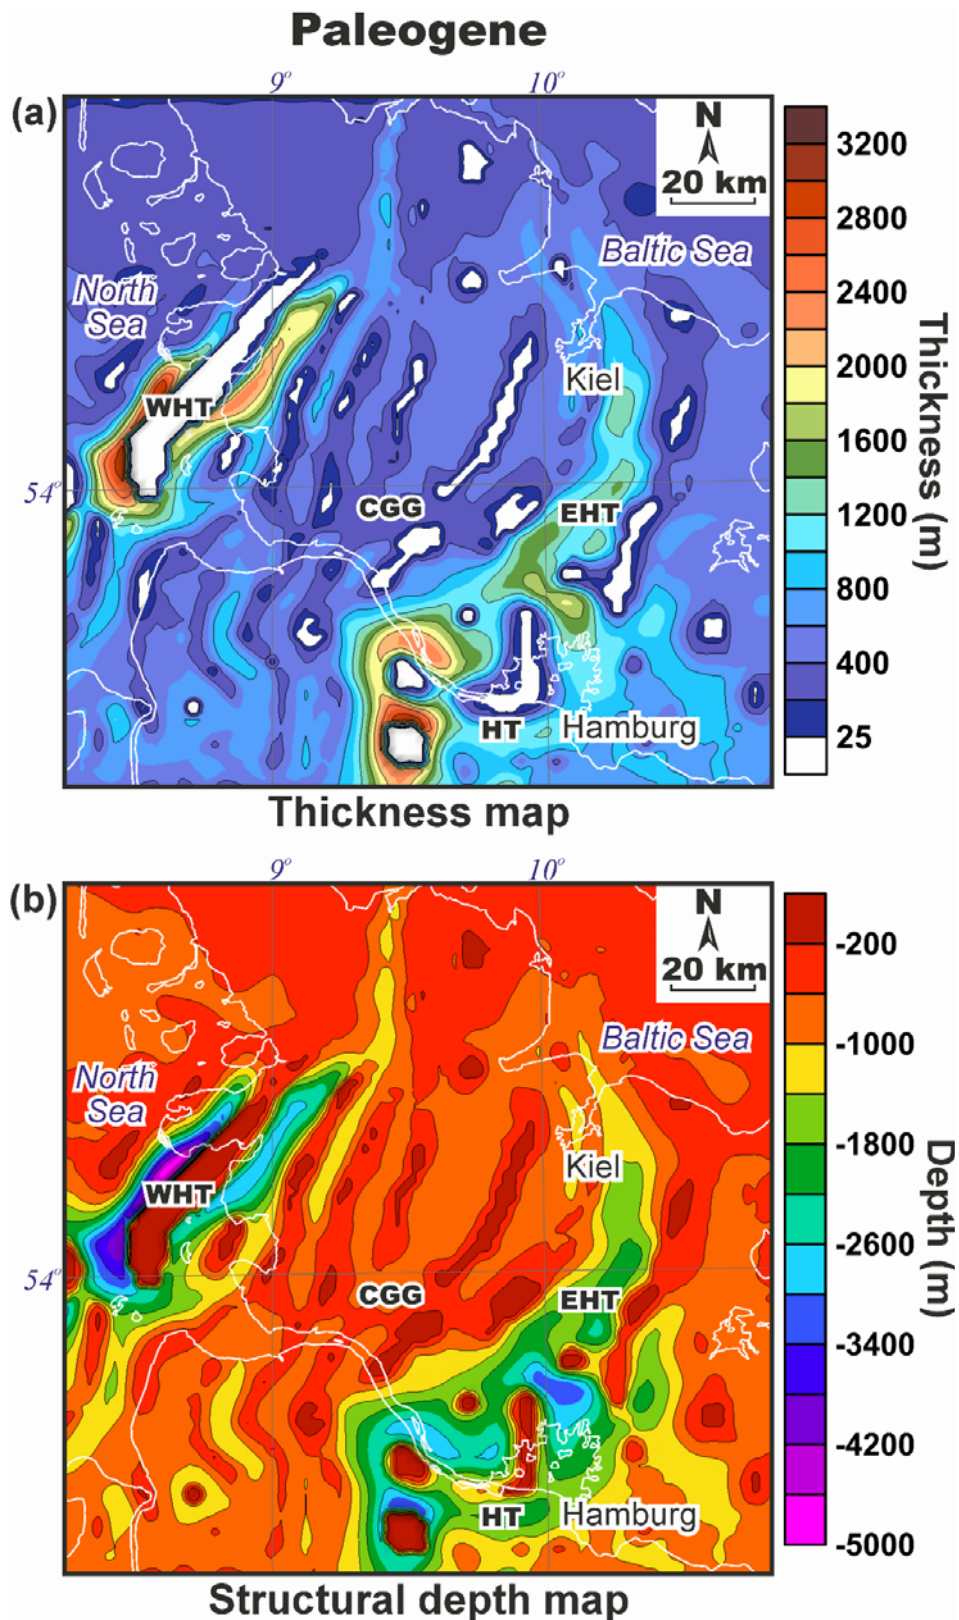 Paleogene
(a)
9°
10°
N
20 km
Baltic Sea
North
Sea
Kiel
WHT
54°
CGG
EHT
HT
Hamburg
3200
2800
2400
2000
1600
1200
800
400
25
Thickness (m)
Thickness map
(b)
9°
10°
N
20 km
Baltic Sea
North
Sea
Kiel
WHT
54°
CGG
EHT
HT
Hamburg
-200
-1000
-1800
-2600
-3400
-4200
-5000
Depth (m)
Structural depth map